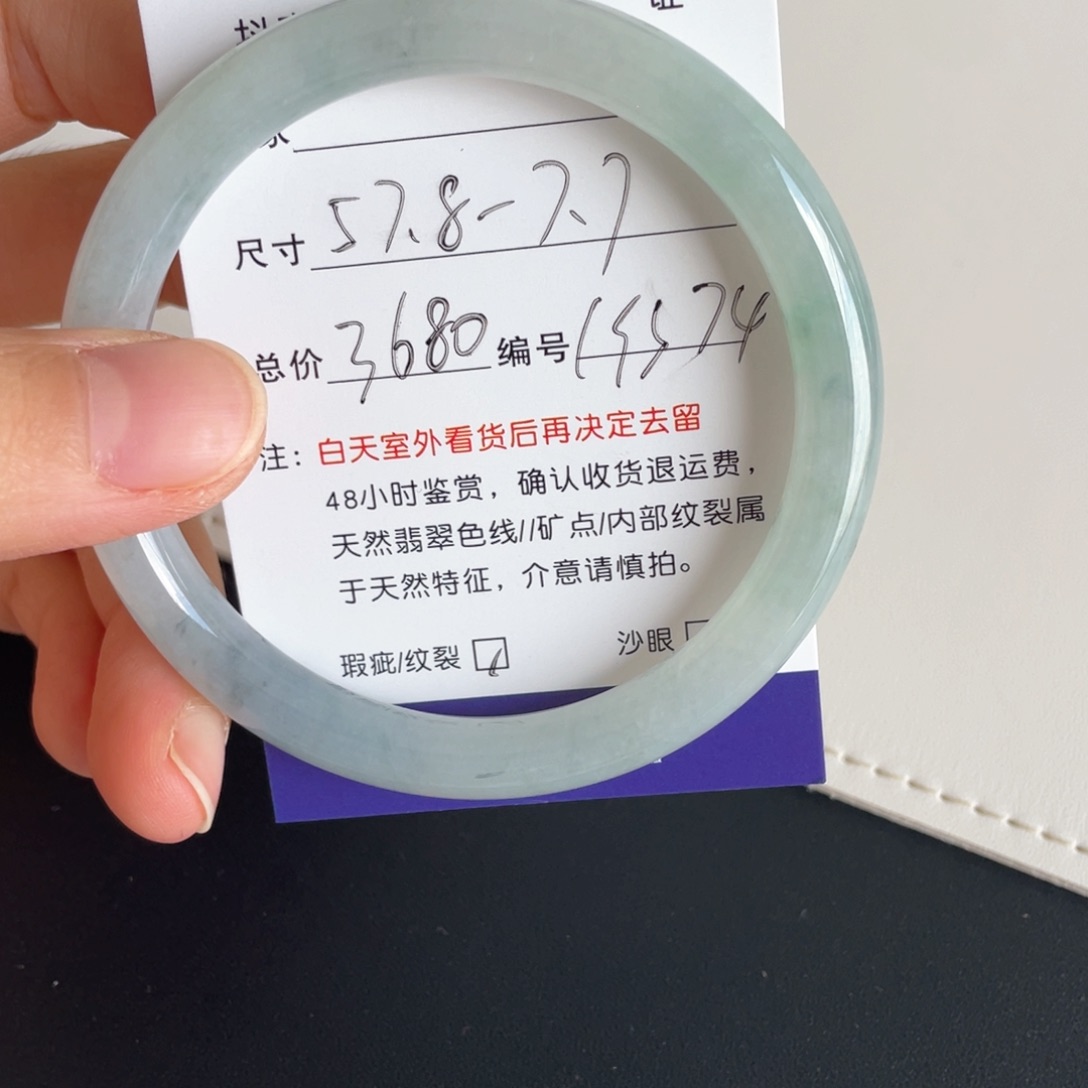 证
尺寸 57.8-7.7
总价 3680 编号
注：白天室外看货后再决定去留
48小时鉴赏，确认收货退运费，
天然翡翠色线//矿点/内部纹裂属
于天然特征，介意请慎拍。
瑕疵/纹裂 沙眼